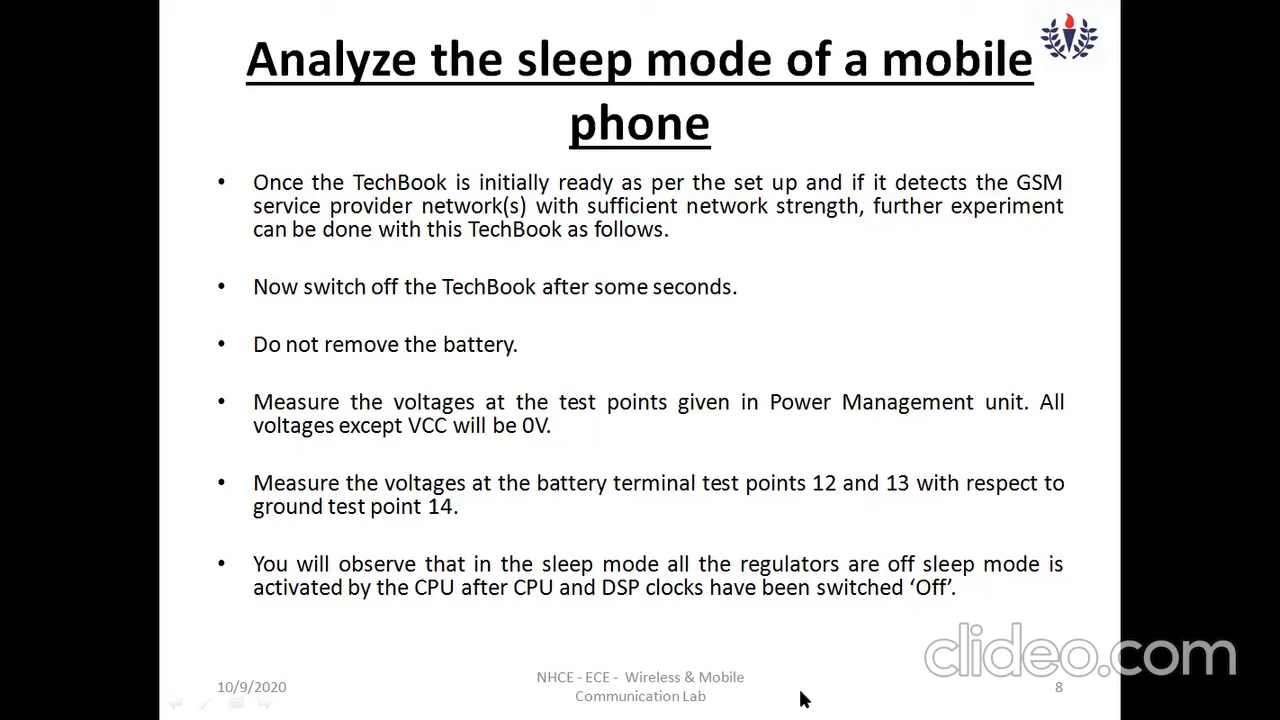 Analyze the sleep mode of a mobile
phone
• Once the TechBook is initially ready as per the set up and if it detects the GSM
service provider network(s) with sufficient network strength, further experiment
can be done with this TechBook as follows.
• Now switch off the TechBook after some seconds.
• Do not remove the battery.
• Measure the voltages at the test points given in Power Management unit. All
voltages except VCC will be 0V.
• Measure the voltages at the battery terminal test points 12 and 13 with respect to
ground test point 14.
• You will observe that in the sleep mode all the regulators are off sleep mode is
activated by the CPU after CPU and DSP clocks have been switched ‘Off’.
clideo.com
10/9/2020
NHCE - ECE - Wireless & Mobile
Communication Lab
8